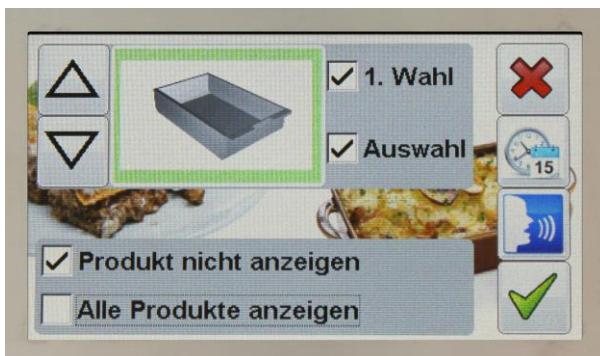 1. Wahl
Auswahl
15
Produkt nicht anzeigen
Alle Produkte anzeigen